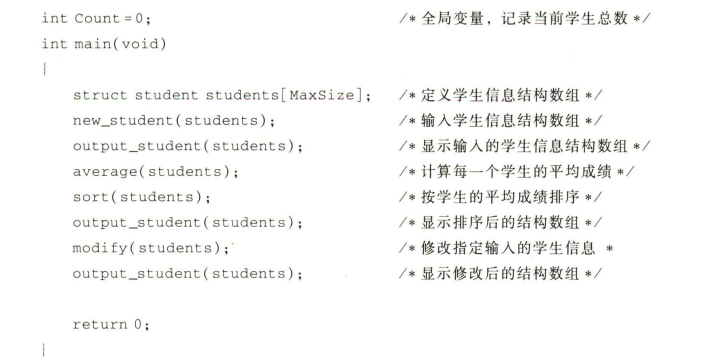 int Count=0; /* 全局变量，记录当前学生总数 */
int main(void)
{
struct student students[MaxSize]; /* 定义学生信息结构数组 */
new_student(students); /* 输入学生信息结构数组 */
output_student(students); /* 显示输入的学生信息结构数组 */
average(students); /* 计算每一个学生的平均成绩 */
sort(students); /* 按学生的平均成绩排序 */
output_student(students); /* 显示排序后的结构数组 */
modify(students); /* 修改指定输入的学生信息 *
output_student(students); /* 显示修改后的结构数组 */
return 0;
}